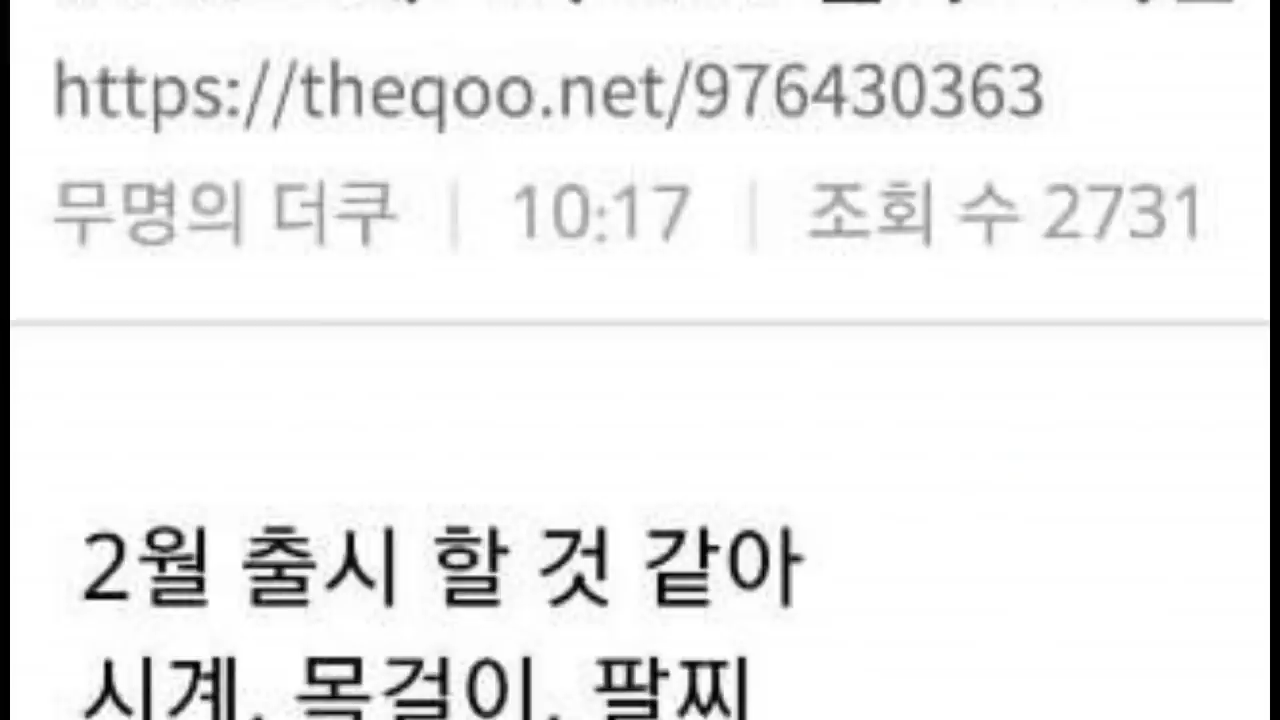 https://theqoo.net/976430363
무명의 더쿠 | 10:17 | 조회 수 2731
2월 출시 할 것 같아
시계, 목걸이, 팔찌